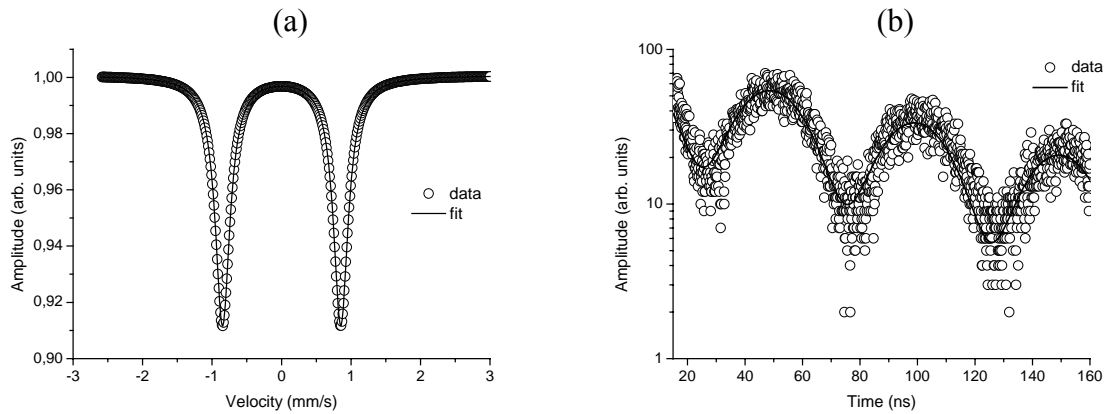 (a)
1,00
0,98
0,96
0,94
0,92
0,90
Amplitude (arb. units)
data
fit
-3 -2 -1 0 1 2 3
Velocity (mm/s)
(b)
100
10
1
Amplitude (arb. units)
data
fit
20 40 60 80 100 120 140 160
Time (ns)